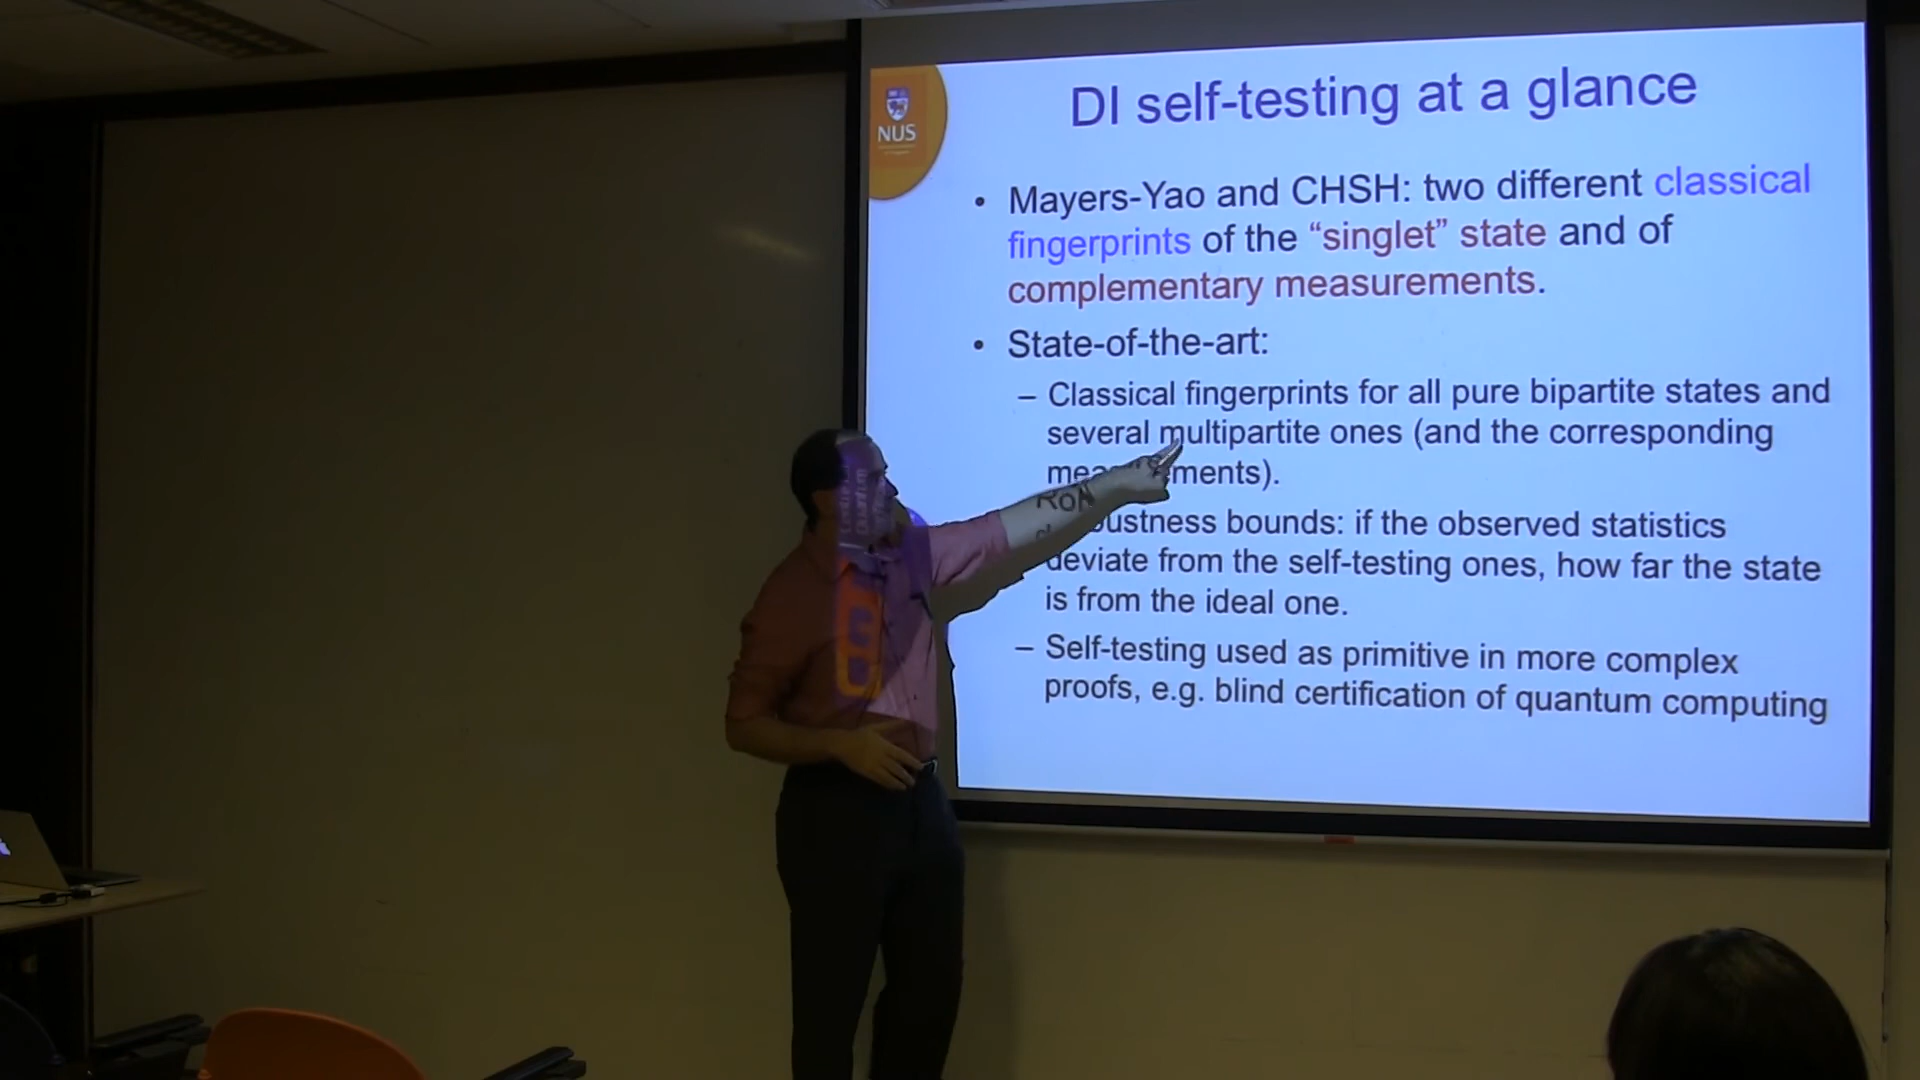 DI self-testing at a glance
NUS
• Mayers-Yao and CHSH: two different classical
fingerprints of the “singlet” state and of
complementary measurements.
• State-of-the-art:
– Classical fingerprints for all pure bipartite states and
several multipartite ones (and the corresponding
measurements).
Robustness bounds: if the observed statistics
deviate from the self-testing ones, how far the state
is from the ideal one.
– Self-testing used as primitive in more complex
proofs, e.g. blind certification of quantum computing